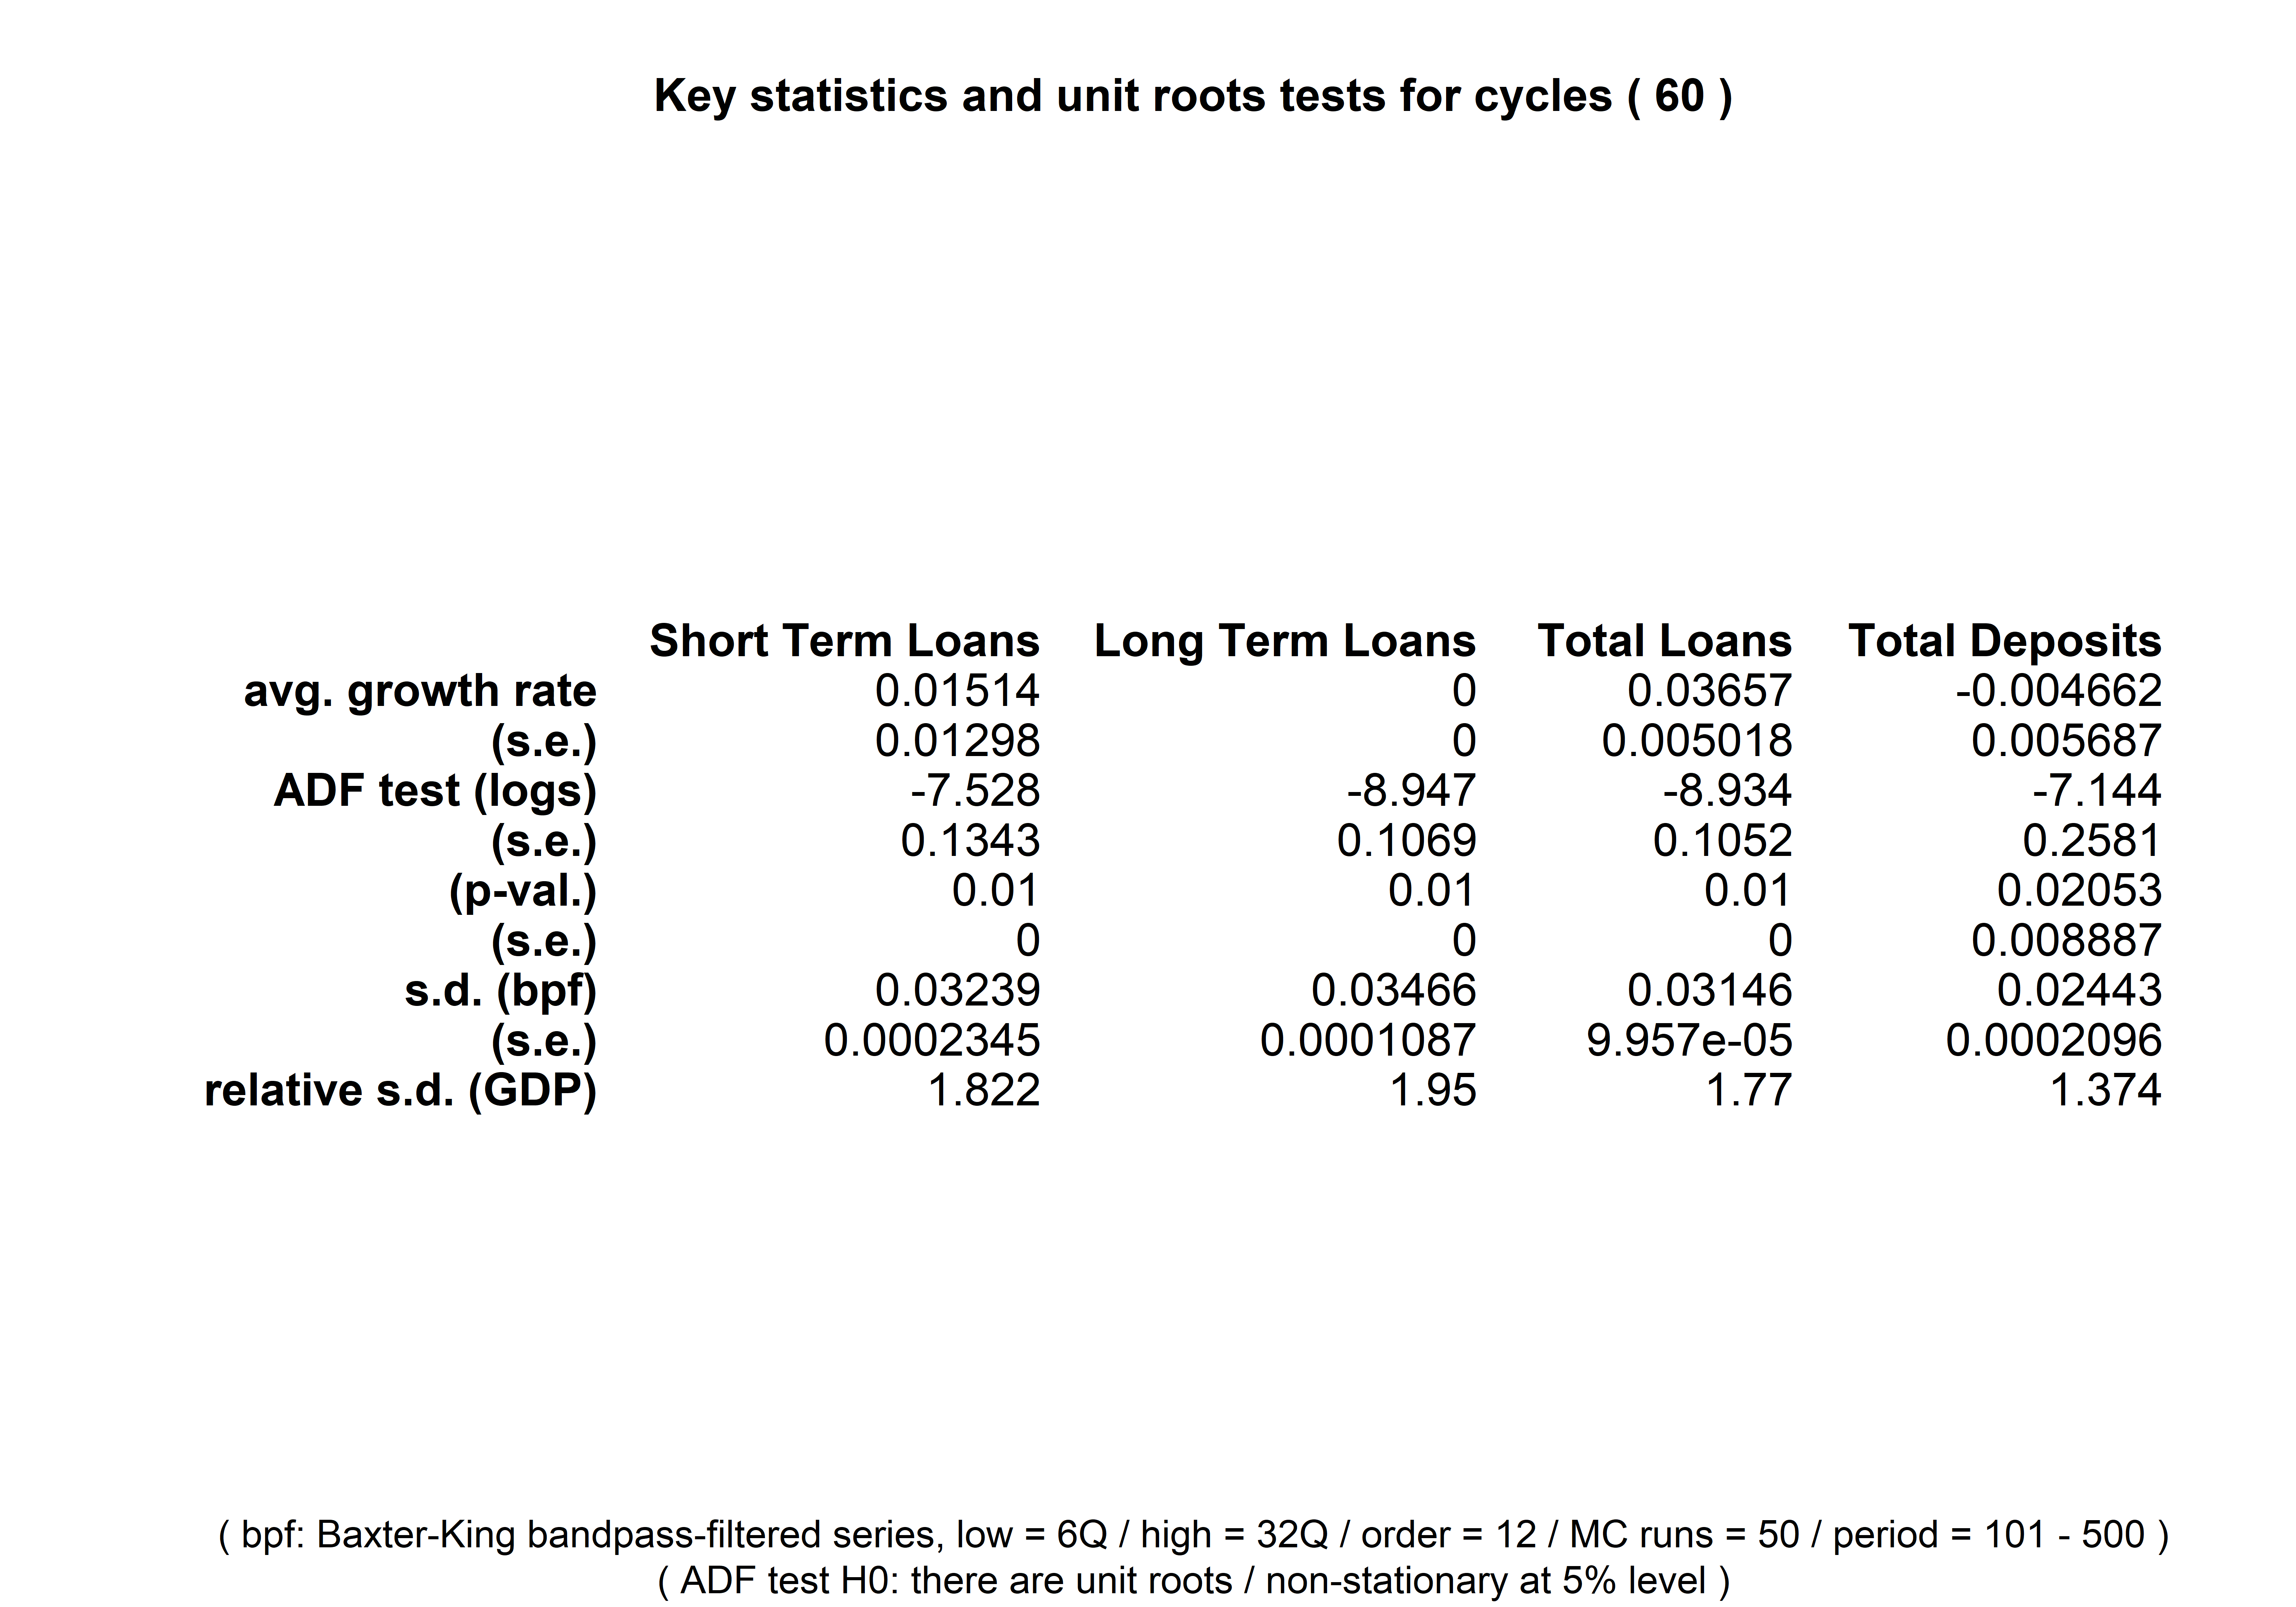 Key statistics and unit roots tests for cycles ( 60 )
Short Term Loans Long Term Loans Total Loans Total Deposits
avg. growth rate 0.01514 0 0.03657 -0.004662
(s.e.) 0.01298 0 0.005018 0.005687
ADF test (logs) -7.528 -8.947 -8.934 -7.144
(s.e.) 0.1343 0.1069 0.1052 0.2581
(p-val.) 0.01 0.01 0.01 0.02053
(s.e.) 0 0 0 0.008887
s.d. (bpf) 0.03239 0.03466 0.03146 0.02443
(s.e.) 0.0002345 0.0001087 9.957e-05 0.0002096
relative s.d. (GDP) 1.822 1.95 1.77 1.374
( bpf: Baxter-King bandpass-filtered series, low = 6Q / high = 32Q / order = 12 / MC runs = 50 / period = 101 - 500 )
( ADF test H0: there are unit roots / non-stationary at 5% level )